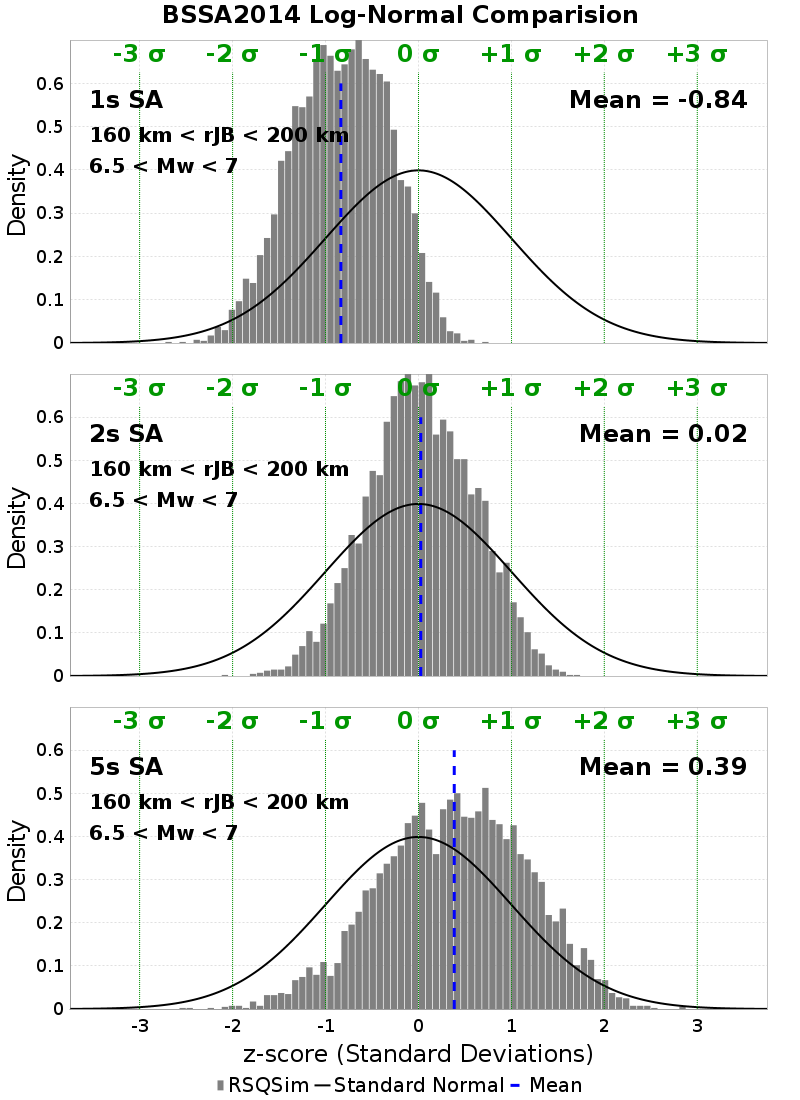 BSSA2014 Log-Normal Comparision
-3 σ -2 σ -1 σ 0 σ +1 σ +2 σ +3 σ
1s SA Mean = -0.84
160 km < rJB < 200 km
6.5 < Mw < 7
Density
0.6
0.5
0.4
0.3
0.2
0.1
0
-3 σ -2 σ -1 σ 0 σ +1 σ +2 σ +3 σ
2s SA Mean = 0.02
160 km < rJB < 200 km
6.5 < Mw < 7
Density
0.6
0.5
0.4
0.3
0.2
0.1
0
-3 σ -2 σ -1 σ 0 σ +1 σ +2 σ +3 σ
5s SA Mean = 0.39
160 km < rJB < 200 km
6.5 < Mw < 7
Density
0.6
0.5
0.4
0.3
0.2
0.1
0
-3 -2 -1 0 1 2 3
z-score (Standard Deviations)
RSQSim Standard Normal Mean